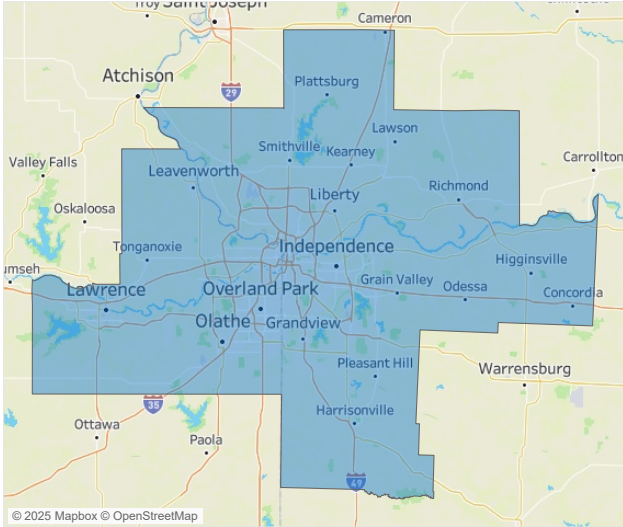 Troy
Saint Joseph
Cameron
Atchison
29
Plattsburg
Lawson
Smithville
Kearney
Valley Falls
Carrollton
Leavenworth
Richmond
Liberty
Oskaloosa
Tonganoxie
Independence
Higginsville
umseh
Grain Valley
Odessa
Lawrence
Overland Park
Concordia
Olathe
Grandview
Pleasant Hill
Warrensburg
35
Harrisonville
Ottawa
Paola
49
© 2025 Mapbox © OpenStreetMap